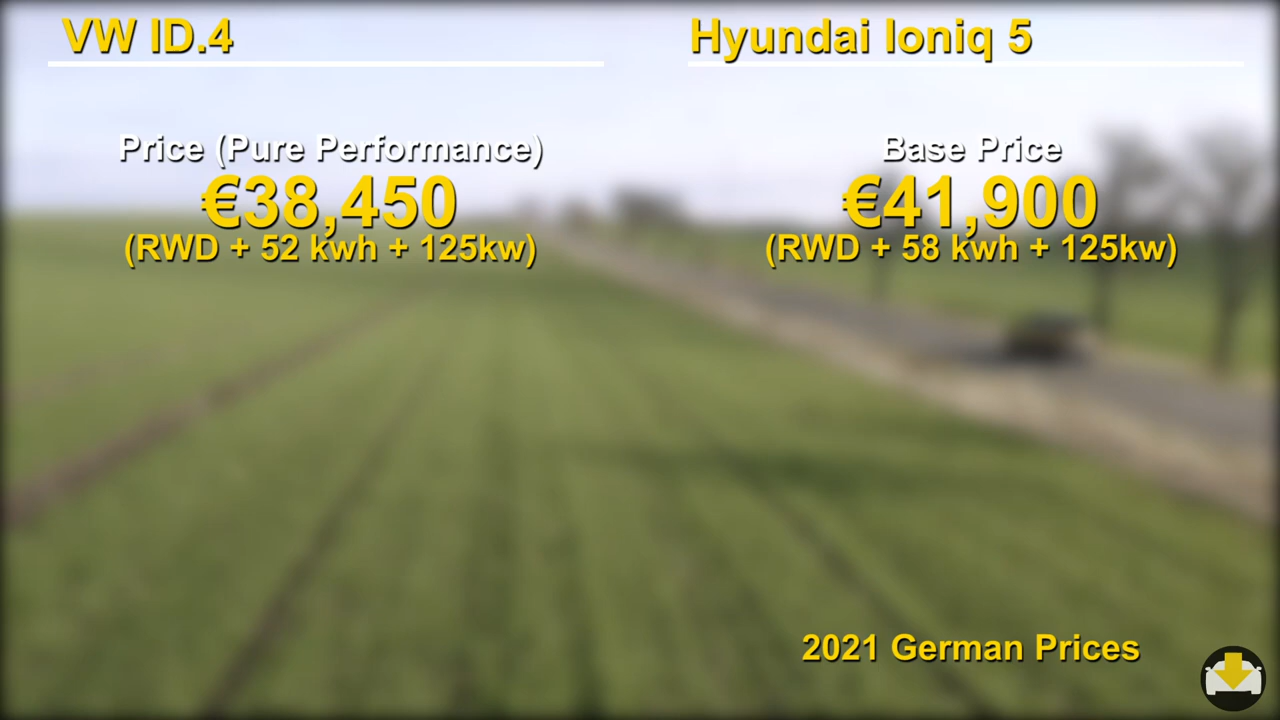 VW ID.4
Hyundai Ioniq 5
Price (Pure Performance)
€38,450
(RWD + 52 kwh + 125kw)
Base Price
€41,900
(RWD + 58 kwh + 125kw)
2021 German Prices